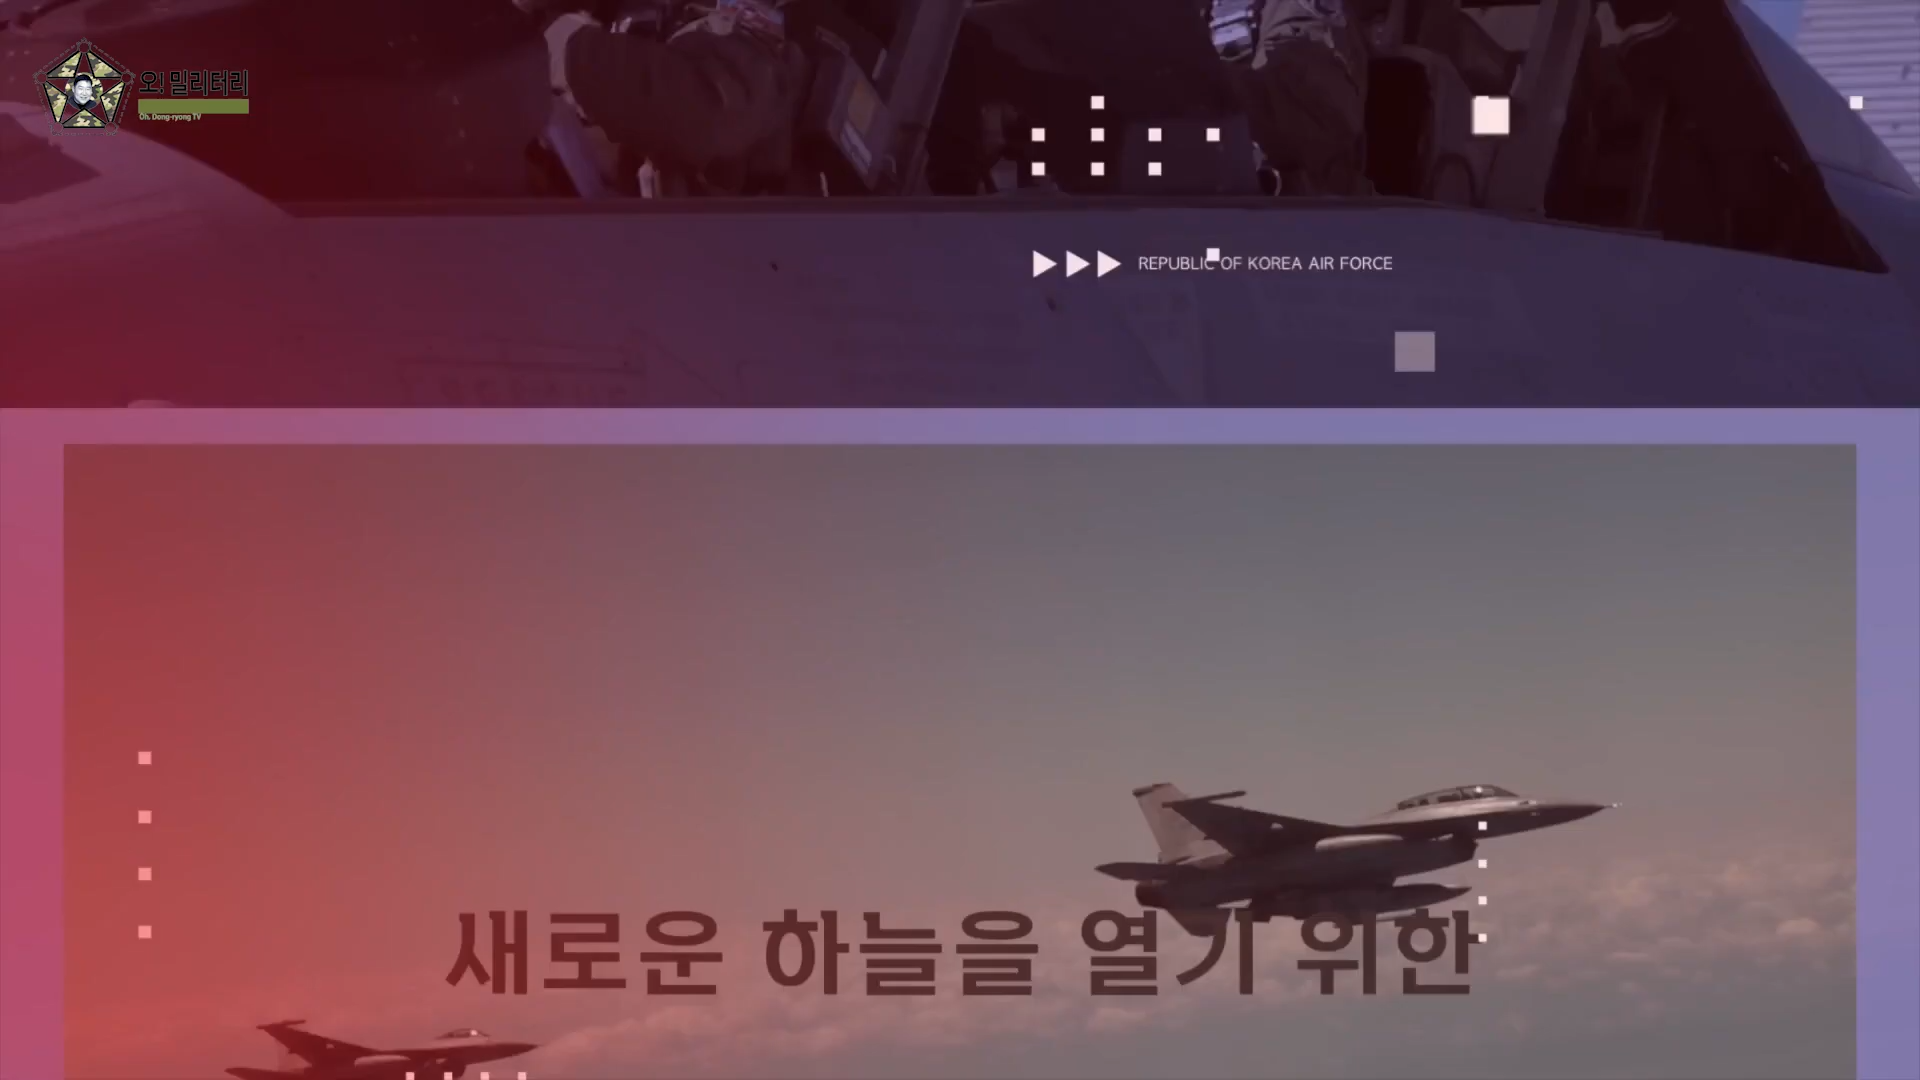 오! 밀리터리
Oh, Dong-ryong TV
REPUBLIC OF KOREA AIR FORCE
새로운 하늘을 열기 위한